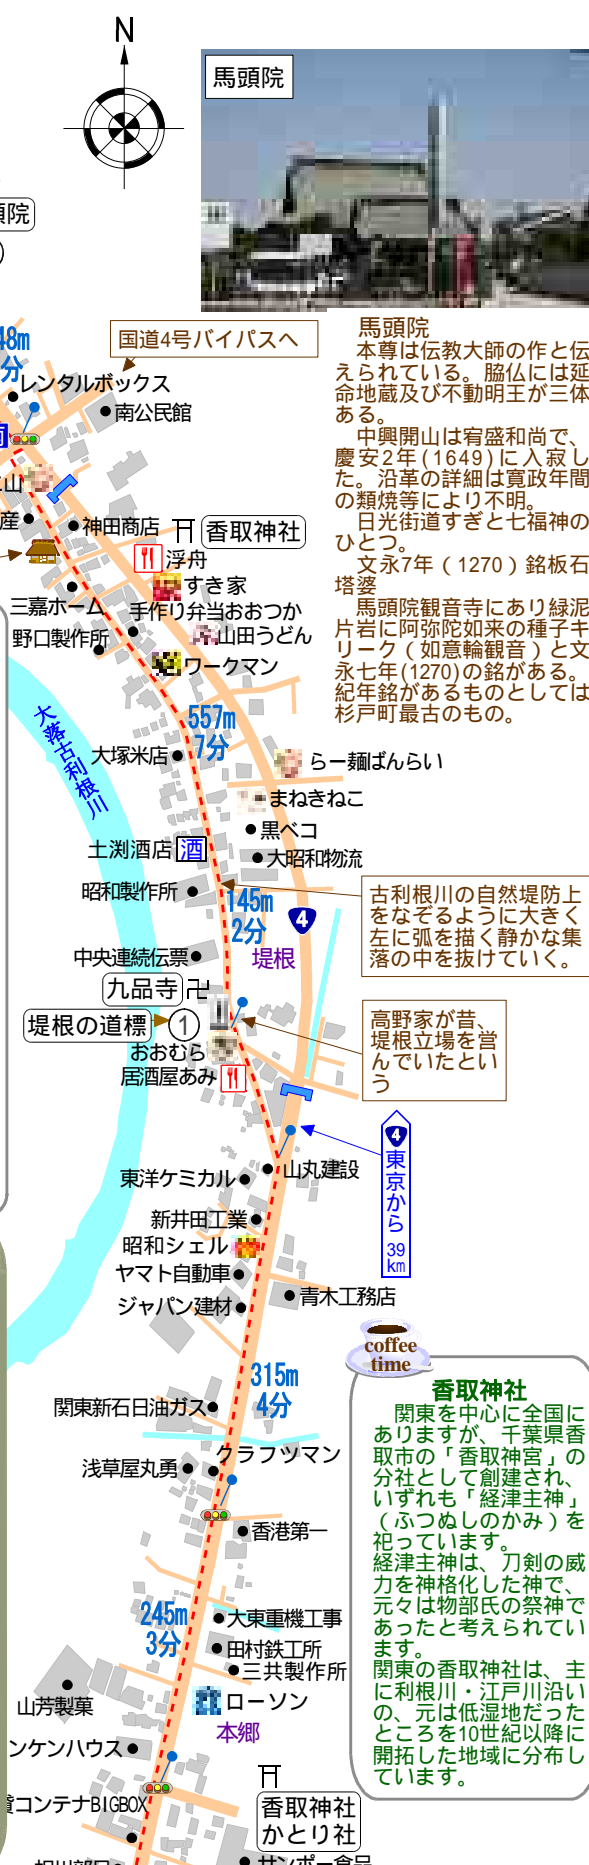 N
馬頭院
頭院
国道4号バイパスへ
48m
分
レンタルボックス
南公民館
山
産
神田商店
香取神社
浮舟
すき家
三嘉ホーム
手作り弁当おおつか
野口製作所
山田うどん
ワークマン
大落古利根川
557m
7分
大塚米店
らー麺ばんらい
まねきねこ
黒ベコ
土渕酒店
酒
大昭和物流
昭和製作所
145m
2分
4
中央連続伝票
堤根
九品寺
堤根の道標
1
おおむら
居酒屋あみ
馬頭院
本尊は伝教大師の作と伝
えられている。脇仏には延
命地蔵及び不動明王が三体
ある。
中興開山は宥盛和尚で、
慶安2年(1649)に入寂し
た。沿革の詳細は寛政年間
の類焼等により不明。
日光街道すぎと七福神の
ひとつ。
文永7年(1270)銘板石
塔婆
馬頭院観音寺にあり緑泥
片岩に阿弥陀如来の種子キ
リーク(如意輪観音)と文
永七年(1270)の銘がある。
紀年銘があるものとしては
杉戸町最古のもの。
古利根川の自然堤防上
をなぞるように大きく
左に弧を描く静かな集
落の中を抜けていく。
高野家が昔、
堤根立場を営
んでいたとい
う
4
東京から
39
km
山丸建設
東洋ケミカル
新井田工業
昭和シェル
ヤマト自動車
ジャパン建材
青木工務店
315m
4分
関東新石日油ガス
クラフツマン
浅草屋丸勇
香港第一
245m
3分
大東重機工事
田村鉄工所
三共製作所
山芳製菓
ローソン
本郷
ンケンハウス
貸コンテナBIGBOX
香取神社
かとり社
サンポー食品
coffee
time
香取神社
関東を中心に全国に
ありますが、千葉県香
取市の「香取神宮」の
分社として創建され、
いずれも「経津主神」
(ふつぬしのかみ)を
祀っています。
経津主神は、刀剣の威
力を神格化した神で、
元々は物部氏の祭神で
あったと考えられてい
ます。
関東の香取神社は、主
に利根川・江戸川沿い
の、元は低湿地だった
ところを10世紀以降に
開拓した地域に分布し
ています。